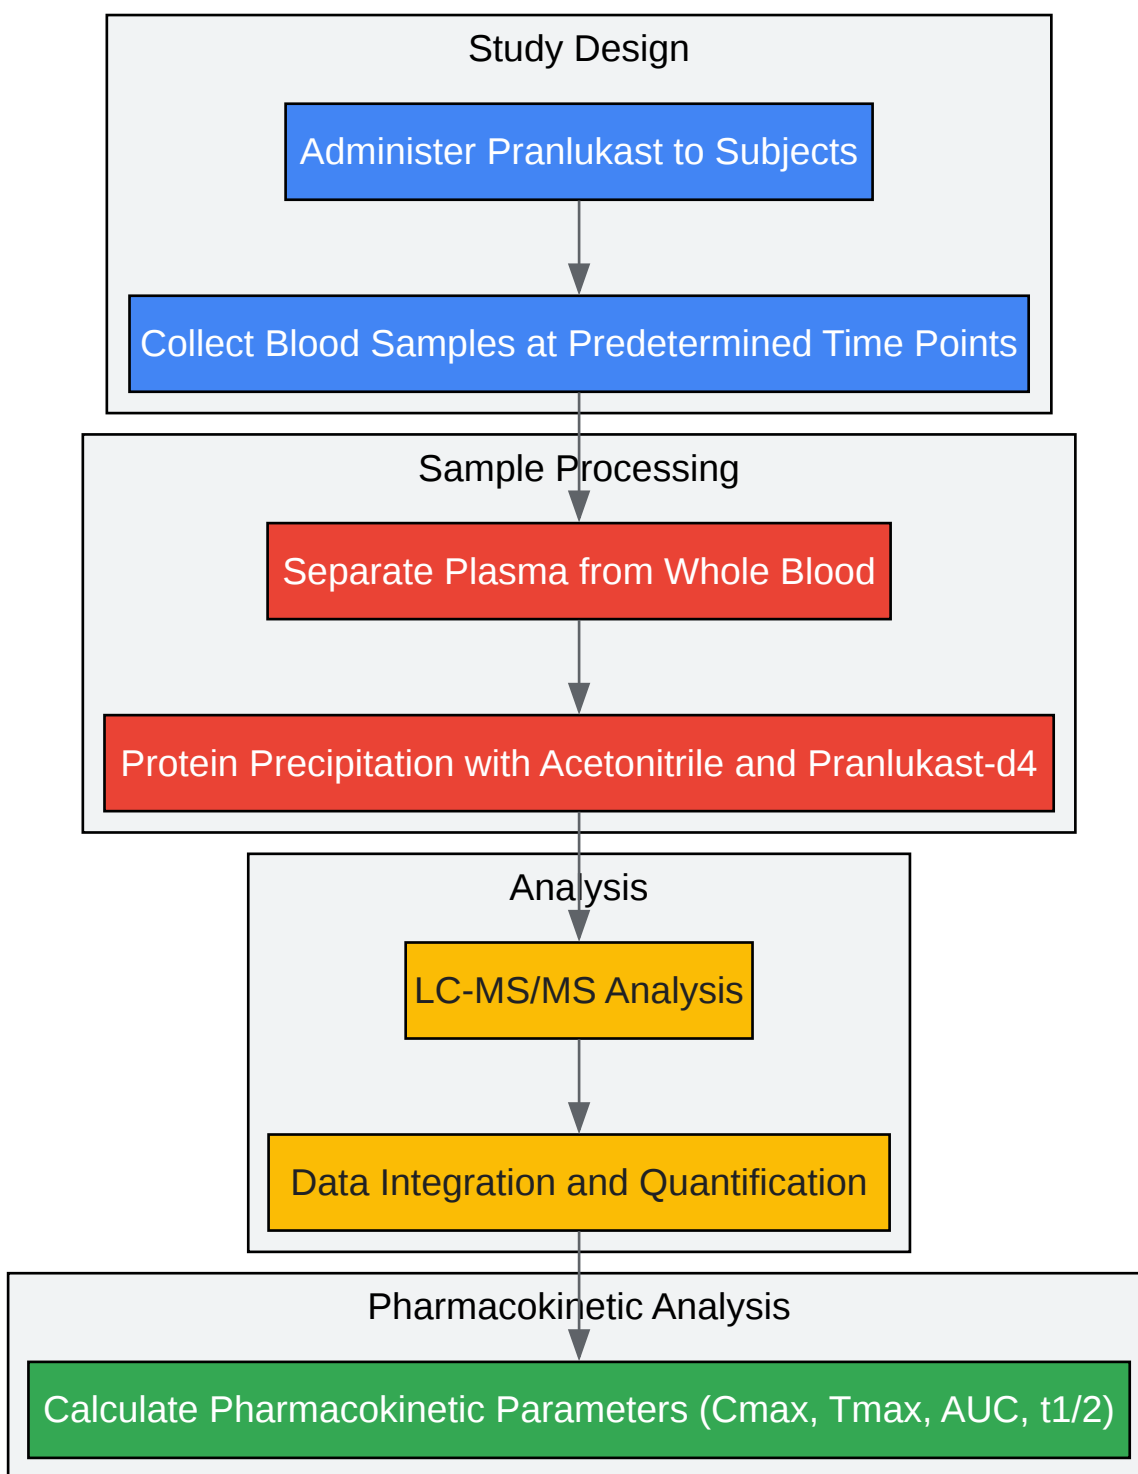 Study Design
Administer Pranlukast to Subjects
Collect Blood Samples at Predetermined Time Points
Sample Processing
Separate Plasma from Whole Blood
Protein Precipitation with Acetonitrile and Pranlukast-d4
Analysis
LC-MS/MS Analysis
Data Integration and Quantification
Pharmacokinetic Analysis
Calculate Pharmacokinetic Parameters (Cmax, Tmax, AUC, t1/2)